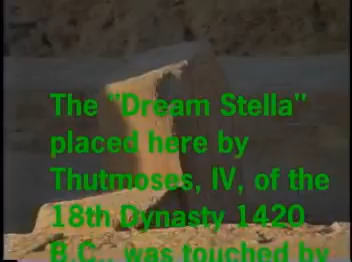 The "Dream Stella"
placed here by
Thutmoses, IV, of the
18th Dynasty 1420
B.C., was touched by